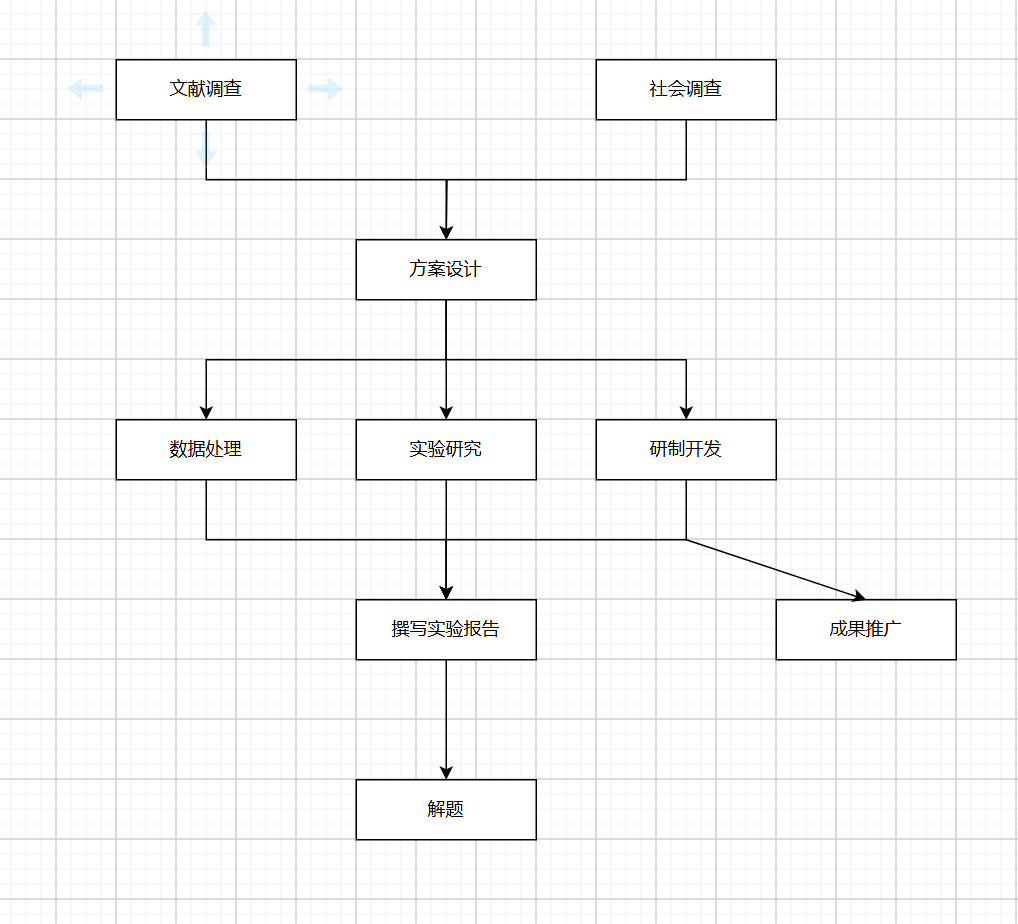 文献调查
社会调查
方案设计
数据处理
实验研究
研制开发
撰写实验报告
成果推广
解题